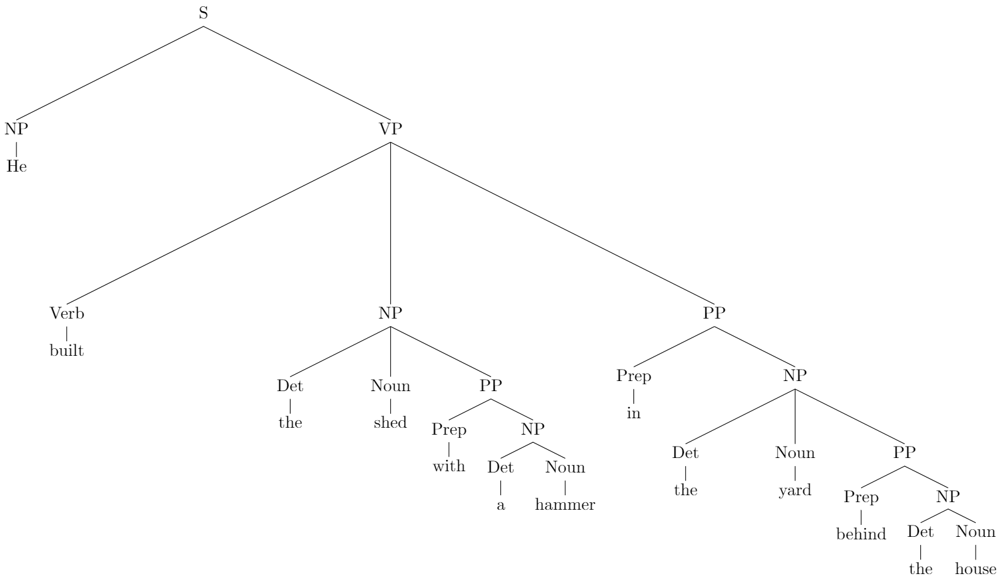 S
NP VP
He
Verb NP PP
built
Prep NP
Det Noun PP
in
the shed
Prep NP
Det Noun PP
with
Det Noun
the yard
Prep NP
a hammer
behind
Det Noun
the house